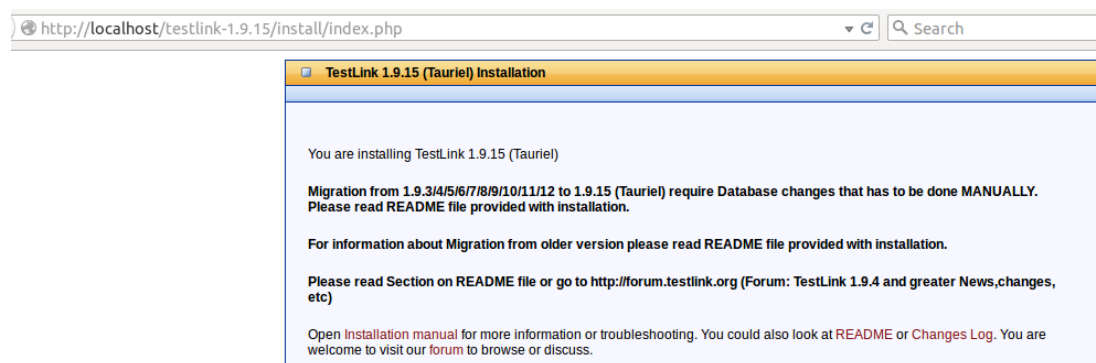 http://localhost/testlink-1.9.15/install/index.php
Search
TestLink 1.9.15 (Tauriel) Installation
You are installing TestLink 1.9.15 (Tauriel)
Migration from 1.9.3/4/5/6/7/8/9/10/11/12 to 1.9.15 (Tauriel) require Database changes that has to be done MANUALLY.
Please read README file provided with installation.
For information about Migration from older version please read README file provided with installation.
Please read Section on README file or go to http://forum.testlink.org (Forum: TestLink 1.9.4 and greater News,changes,
etc)
Open Installation manual for more information or troubleshooting. You could also look at README or Changes Log. You are
welcome to visit our forum to browse or discuss.